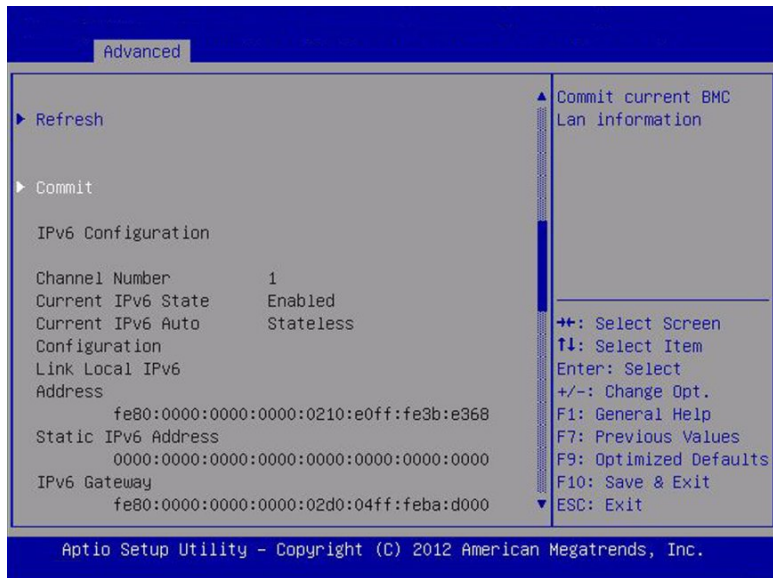 Advanced
Refresh
Commit
IPv6 Configuration
Channel Number 1
Current IPv6 State Enabled
Current IPv6 Auto Stateless
Configuration
Link Local IPv6
Address
fe80:0000:0000:0000:0210:e0ff:fe3b:e368
Static IPv6 Address
0000:0000:0000:0000:0000:0000:0000:0000
IPv6 Gateway
fe80:0000:0000:0000:02d0:04ff:feba:d000
Commit current BMC
Lan information
→←: Select Screen
↑↓: Select Item
Enter: Select
+/-: Change Opt.
F1: General Help
F7: Previous Values
F9: Optimized Defaults
F10: Save & Exit
ESC: Exit
Aptio Setup Utility – Copyright (C) 2012 American Megatrends, Inc.